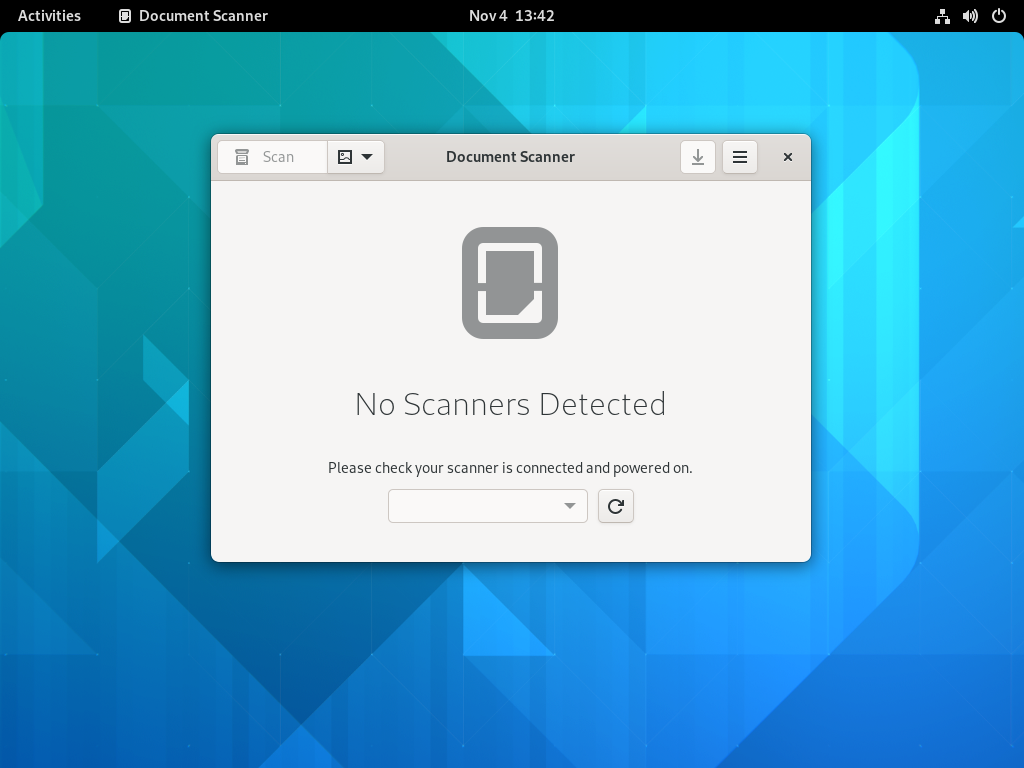 Activities Document Scanner Nov 4 13:42
Scan Document Scanner
No Scanners Detected
Please check your scanner is connected and powered on.